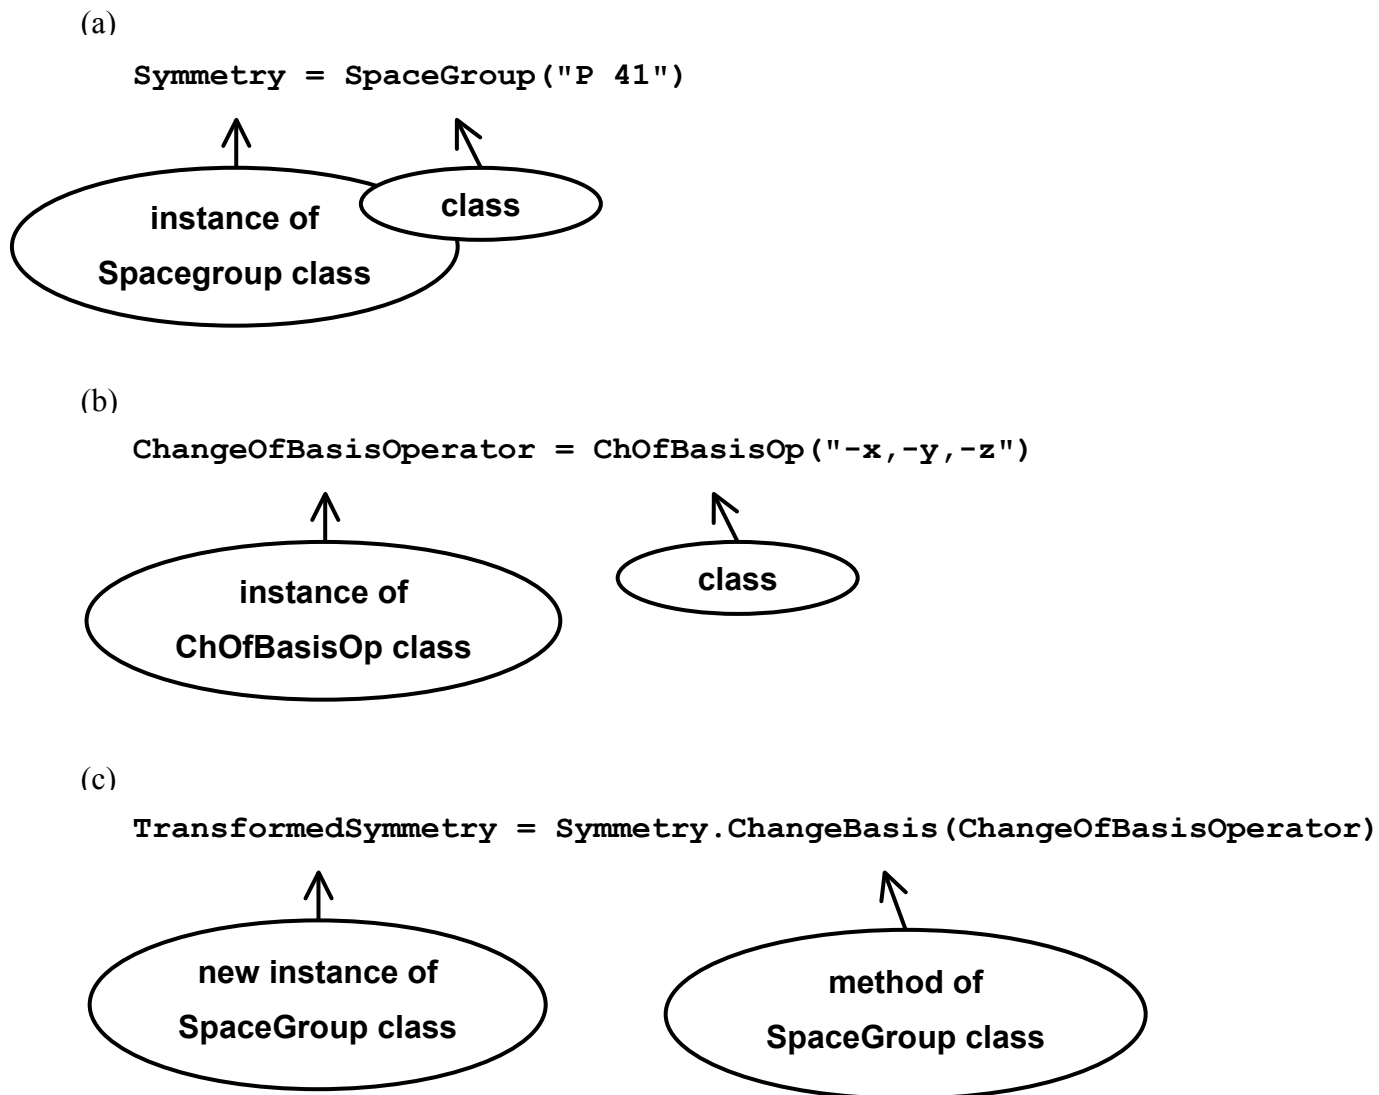 (a)
Symmetry = SpaceGroup("P 41")
instance of
Spacegroup class
class
(b)
ChangeOfBasisOperator = ChOfBasisOp("-x,-y,-z")
instance of
ChOfBasisOp class
class
(c)
TransformedSymmetry = Symmetry.ChangeBasis(ChangeOfBasisOperator)
new instance of
SpaceGroup class
method of
SpaceGroup class